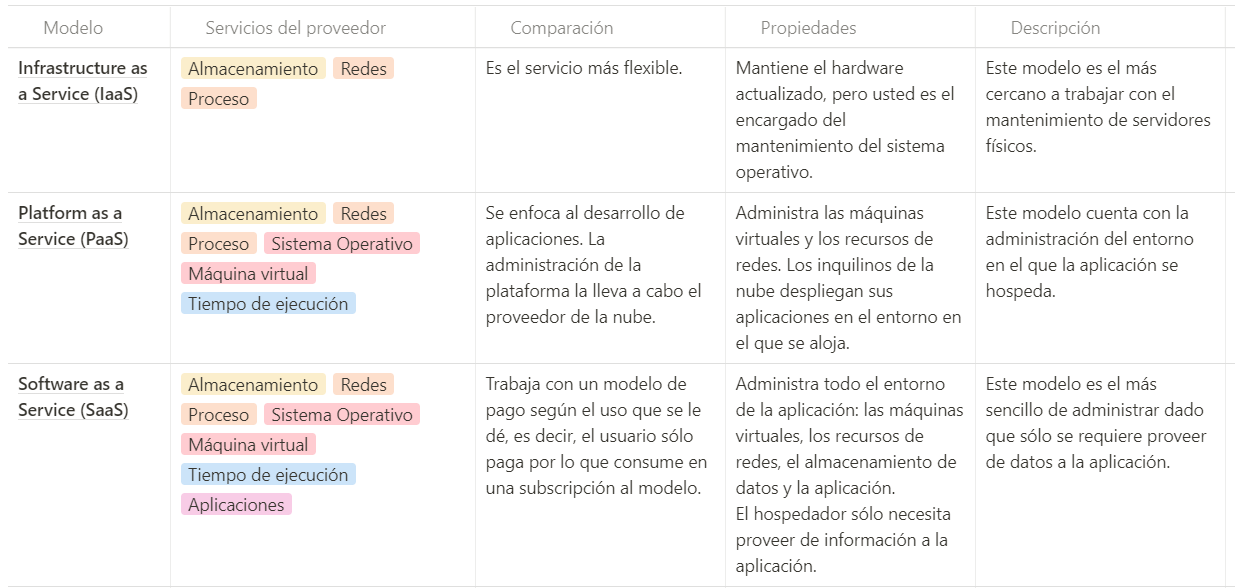 Modelo
Servicios del proveedor
Comparación
Propiedades
Descripción
Infrastructure as
a Service (IaaS)
Almacenamiento Redes
Proceso
Es el servicio más flexible.
Mantiene el hardware
actualizado, pero usted es el
encargado del
mantenimiento del sistema
operativo.
Este modelo es el más
cercano a trabajar con el
mantenimiento de servidores
físicos.
Platform as a
Service (PaaS)
Almacenamiento Redes
Proceso Sistema Operativo
Máquina virtual
Tiempo de ejecución
Se enfoca al desarrollo de
aplicaciones. La
administración de la
plataforma la lleva a cabo el
proveedor de la nube.
Administra las máquinas
virtuales y los recursos de
redes. Los inquilinos de la
nube despliegan sus
aplicaciones en el entorno en
el que se aloja.
Este modelo cuenta con la
administración del entorno
en el que la aplicación se
hospeda.
Software as a
Service (SaaS)
Almacenamiento Redes
Proceso Sistema Operativo
Máquina virtual
Tiempo de ejecución
Aplicaciones
Trabaja con un modelo de
pago según el uso que se le
dé, es decir, el usuario sólo
paga por lo que consume en
una subscripción al modelo.
Administra todo el entorno
de la aplicación: las máquinas
virtuales, los recursos de
redes, el almacenamiento de
datos y la aplicación.
El hospedador sólo necesita
proveer de información a la
aplicación.
Este modelo es el más
sencillo de administrar dado
que sólo se requiere proveer
de datos a la aplicación.